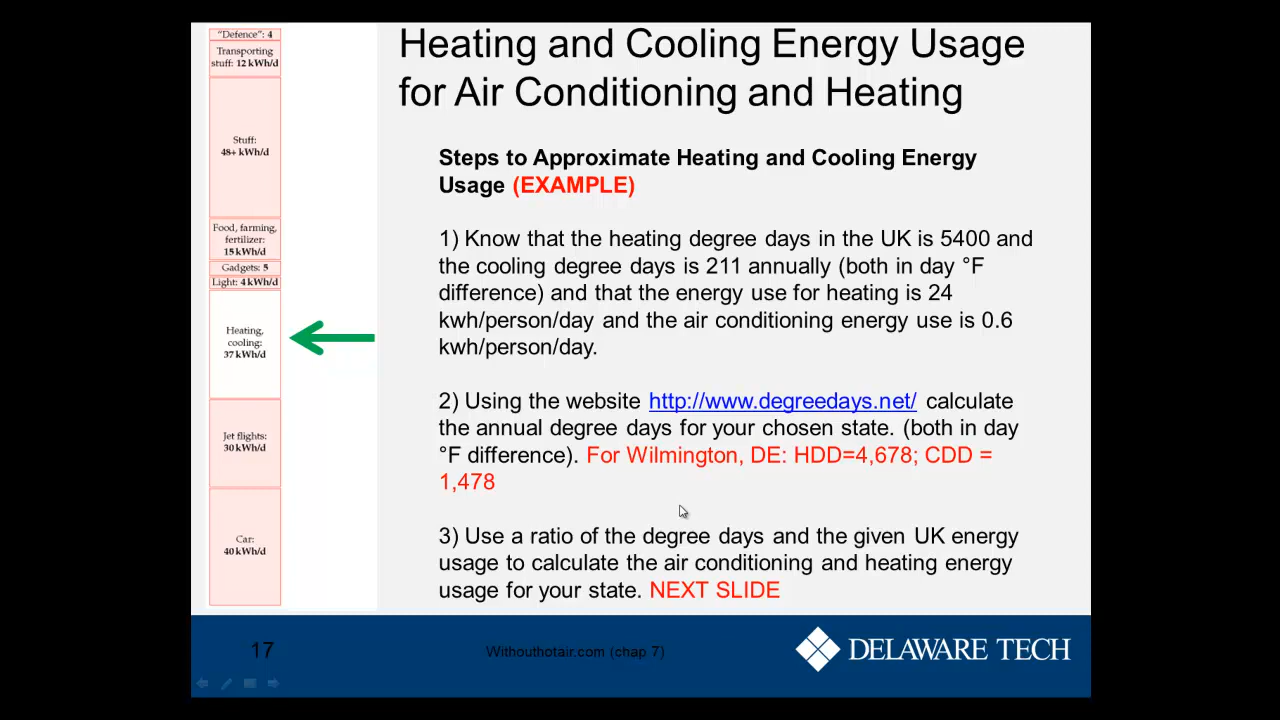 "Defence": 4
Transporting
stuff: 12 kWh/d
Stuff:
48+ kWh/d
Food, farming,
fertilizer:
15 kWh/d
Gadgets: 5
Light: 4 kWh/d
Heating,
cooling:
37 kWh/d
Jet flights:
30 kWh/d
Car:
40 kWh/d
Heating and Cooling Energy Usage
for Air Conditioning and Heating
Steps to Approximate Heating and Cooling Energy
Usage (EXAMPLE)
1) Know that the heating degree days in the UK is 5400 and
the cooling degree days is 211 annually (both in day °F
difference) and that the energy use for heating is 24
kwh/person/day and the air conditioning energy use is 0.6
kwh/person/day.
2) Using the website http://www.degreedays.net/ calculate
the annual degree days for your chosen state. (both in day
°F difference). For Wilmington, DE: HDD=4,678; CDD =
1,478
3) Use a ratio of the degree days and the given UK energy
usage to calculate the air conditioning and heating energy
usage for your state. NEXT SLIDE
17
Withouthotair.com (chap 7)
DELAWARE TECH